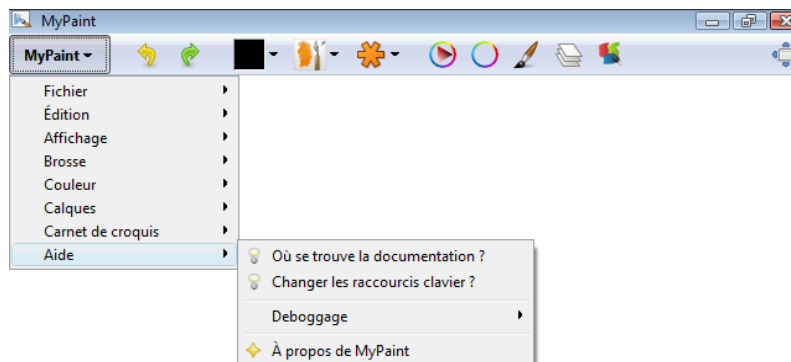 MyPaint
MyPaint
Fichier
Édition
Affichage
Brosse
Couleur
Calques
Carnet de croquis
Aide
Où se trouve la documentation ?
Changer les raccourcis clavier ?
Deboggage
À propos de MyPaint